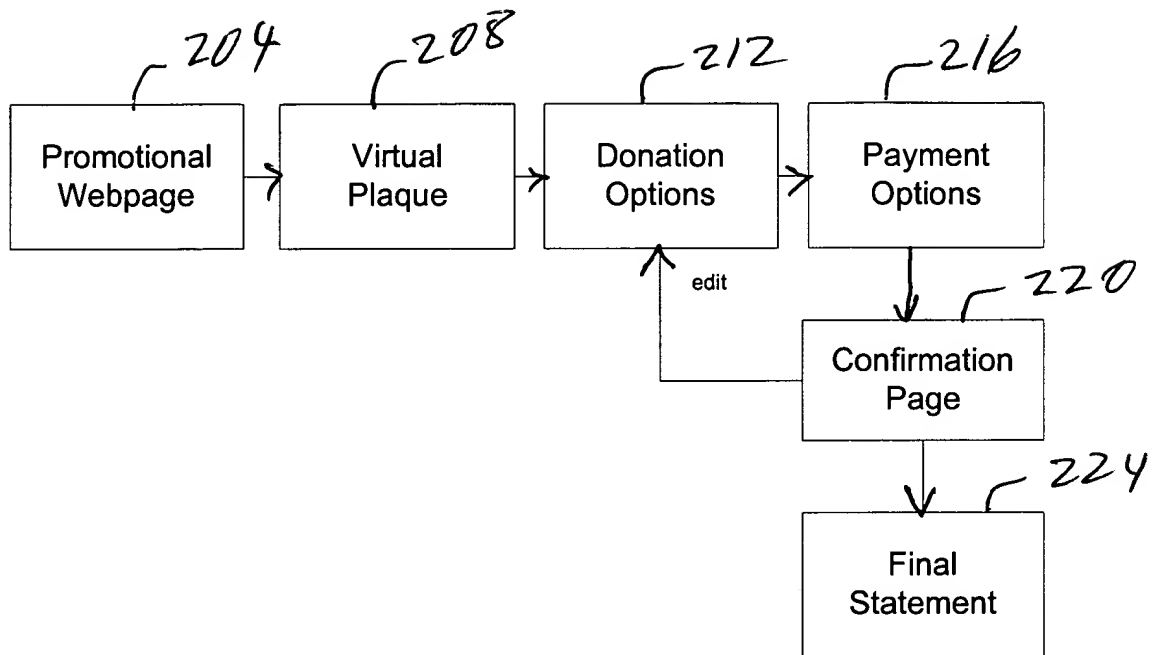 204
208
212
216
Promotional
Webpage
Virtual
Plaque
Donation
Options
Payment
Options
edit
220
Confirmation
Page
224
Final
Statement